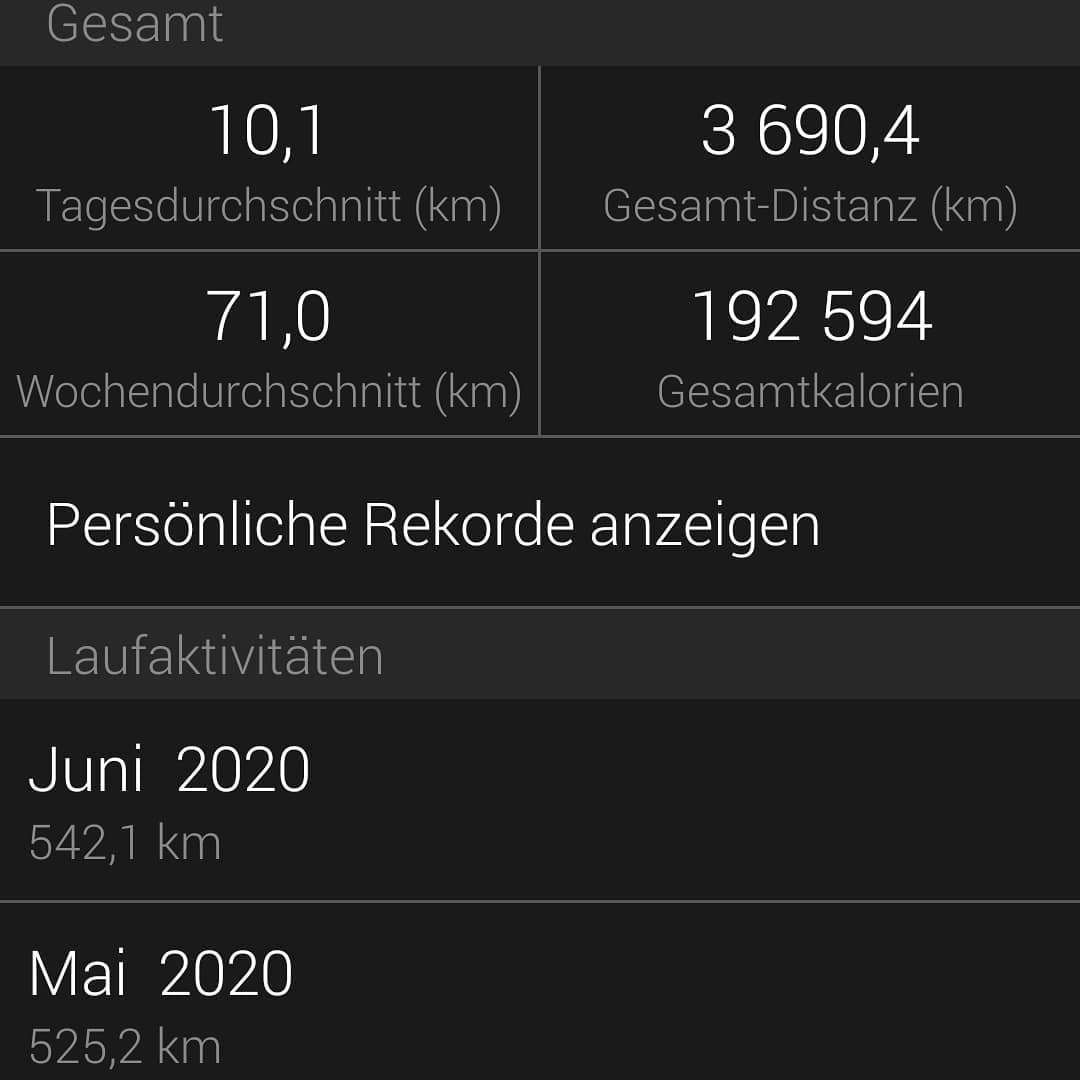 Gesamt
10,1
Tagesdurchschnitt (km)
3 690,4
Gesamt-Distanz (km)
71,0
Wochendurchschnitt (km)
192 594
Gesamtkalorien
Persönliche Rekorde anzeigen
Laufaktivitäten
Juni 2020
542,1 km
Mai 2020
525,2 km